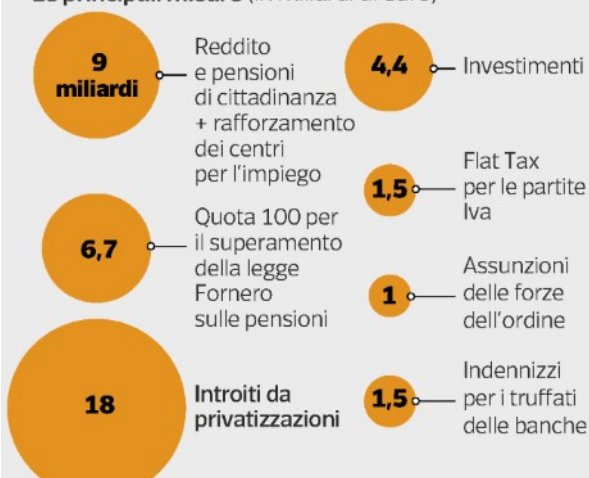 9
miliardi
Reddito
e pensioni
di cittadinanza
+ rafforzamento
dei centri
per l'impiego
6,7
Quota 100 per
il superamento
della legge
Fornero
sulle pensioni
18
Introiti da
privatizzazioni
4,4
Investimenti
1,5
Flat Tax
per le partite
Iva
1
Assunzioni
delle forze
dell'ordine
1,5
Indennizzi
per i truffati
delle banche